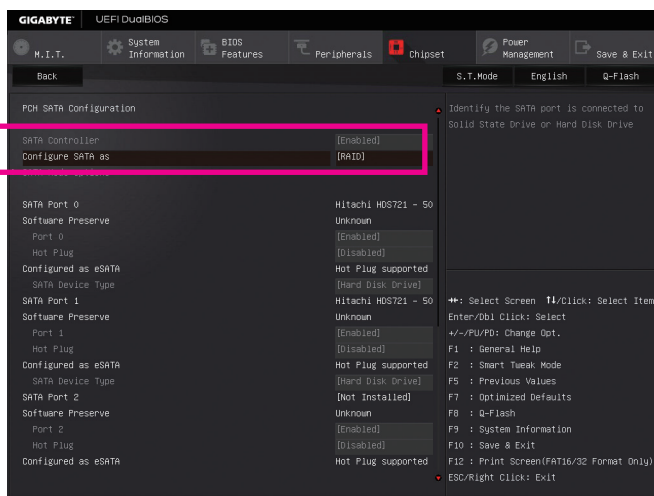 GIGABYTE™ UEFI DualBIOS
M.I.T. System Information BIOS Features Peripherals Chipset Power Management Save & Exit
Back S.T.Mode English Q-Flash
PCH SATA Configuration
SATA Controller [Enabled]
Configure SATA as [RAID]
SATA Mode options
SATA Port 0 Hitachi HDS721 - 50
Software Preserve Unknown
Port 0 [Enabled]
Hot Plug [Disabled]
Configured as eSATA Hot Plug supported
SATA Device Type [Hard Disk Drive]
SATA Port 1 Hitachi HDS721 - 50
Software Preserve Unknown
Port 1 [Enabled]
Hot Plug [Disabled]
Configured as eSATA Hot Plug supported
SATA Device Type [Hard Disk Drive]
SATA Port 2 [Not Installed]
Software Preserve Unknown
Port 2 [Enabled]
Hot Plug [Disabled]
Configured as eSATA Hot Plug supported
Identify the SATA port is connected to
Solid State Drive or Hard Disk Drive
→←: Select Screen ↑↓/Click: Select Item
Enter/Dbl Click: Select
+/-/PU/PD: Change Opt.
F1 : General Help
F2 : Smart Tweak Mode
F5 : Previous Values
F7 : Optimized Defaults
F8 : Q-Flash
F9 : System Information
F10 : Save & Exit
F12 : Print Screen(FAT16/32 Format Only)
ESC/Right Click: Exit